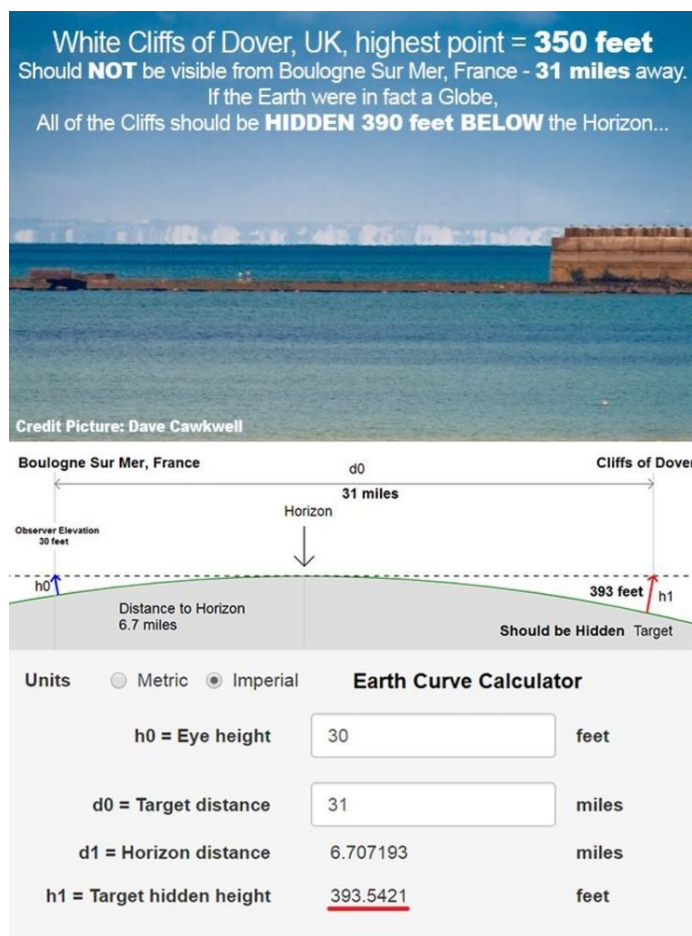 White Cliffs of Dover, UK, highest point = 350 feet
Should NOT be visible from Boulogne Sur Mer, France - 31 miles away.
If the Earth were in fact a Globe,
All of the Cliffs should be HIDDEN 390 feet BELOW the Horizon...
Credit Picture: Dave Cawkwell
Boulogne Sur Mer, France
d0
Cliffs of Dover
31 miles
Horizon
Observer Elevation
30 feet
h0
393 feet
h1
Distance to Horizon
6.7 miles
Should be Hidden Target
Units Metric Imperial Earth Curve Calculator
h0 = Eye height 30 feet
d0 = Target distance 31 miles
d1 = Horizon distance 6.707193 miles
h1 = Target hidden height 393.5421 feet